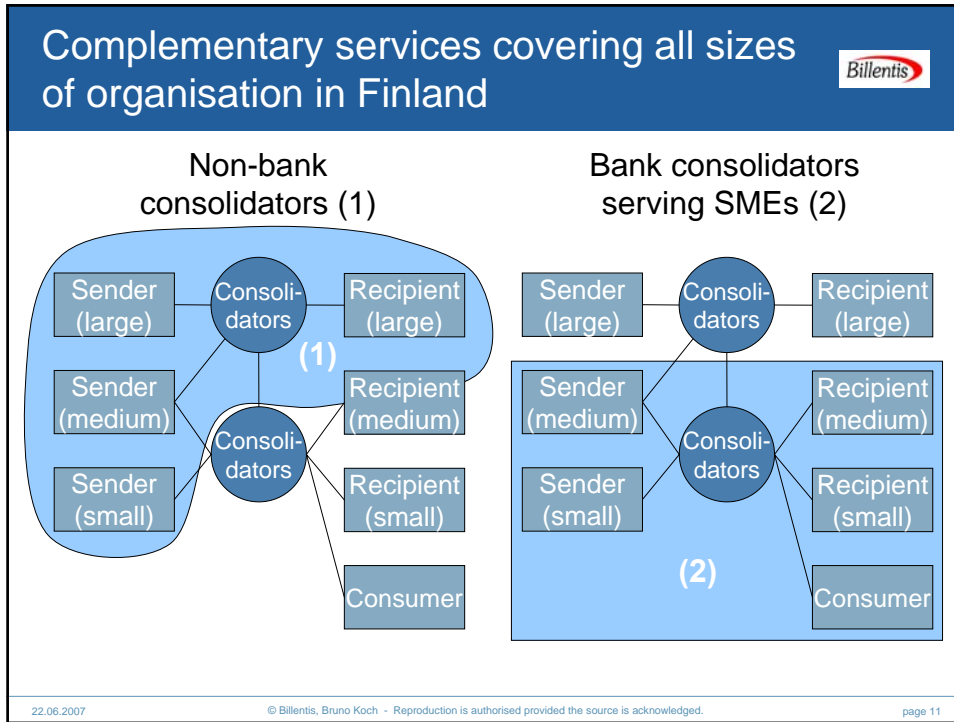 Complementary services covering all sizes
of organisation in Finland
Billentis
Non-bank
consolidators (1)
Sender
(large)
Consoli-
dators
Recipient
(large)
(1)
Sender
(medium)
Recipient
(medium)
Consoli-
dators
Sender
(small)
Recipient
(small)
Consumer
Bank consolidators
serving SMEs (2)
Sender
(large)
Consoli-
dators
Recipient
(large)
Sender
(medium)
Recipient
(medium)
Consoli-
dators
Sender
(small)
Recipient
(small)
(2)
Consumer
22.06.2007
© Billentis, Bruno Koch - Reproduction is authorised provided the source is acknowledged.
page 11